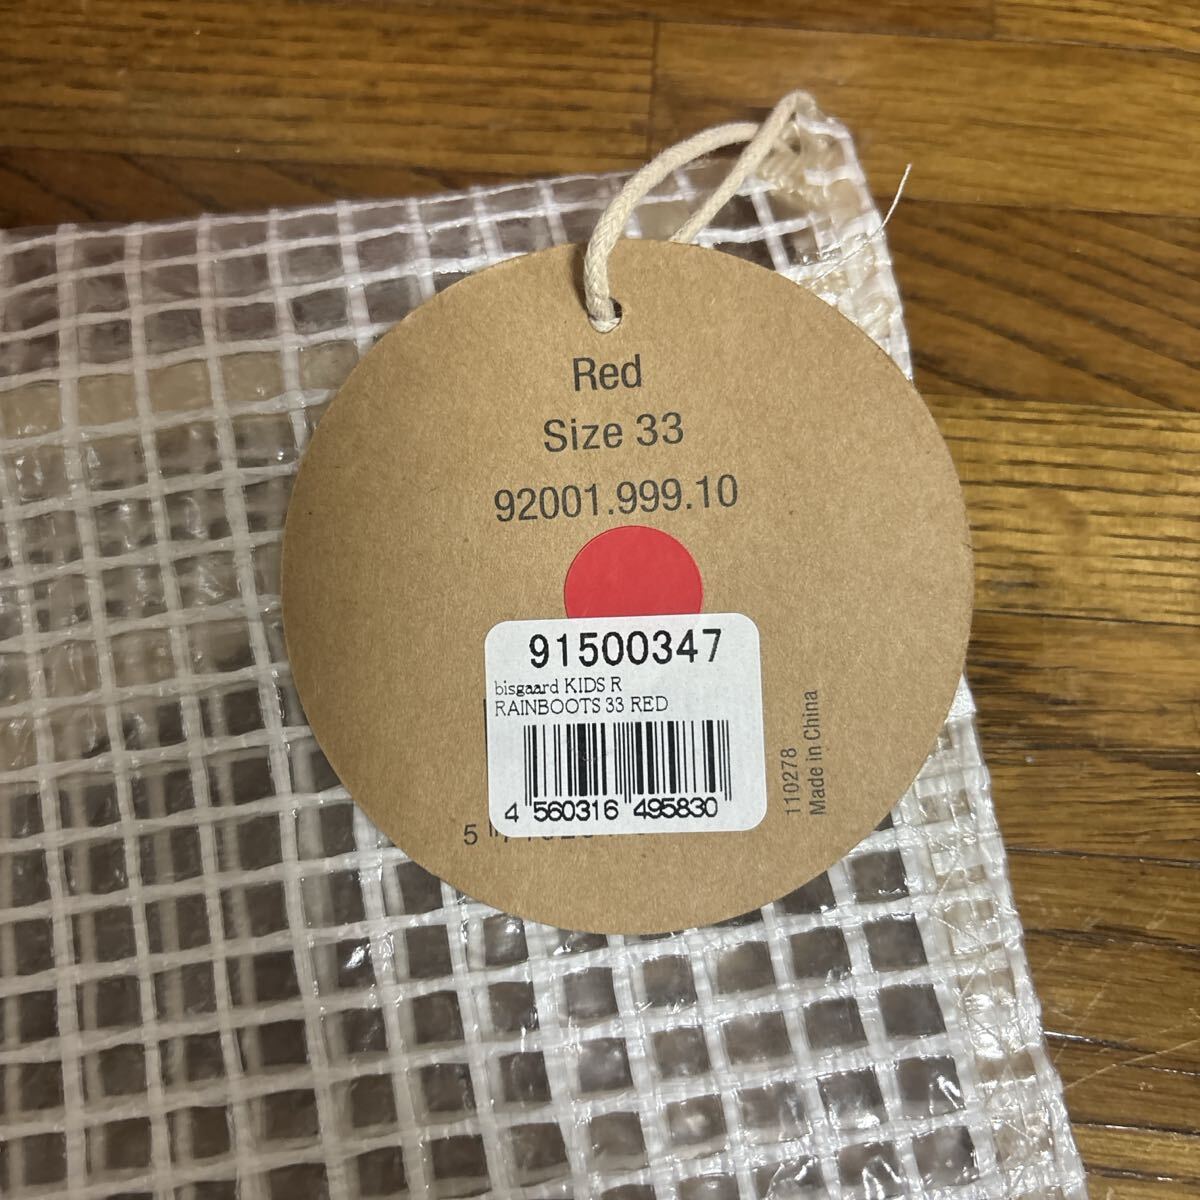 Red
Size 33
92001.999.10
91500347
bisgaard KIDS R
RAINBOOTS 33 RED
4 560316 495830
5
110278
Made in China